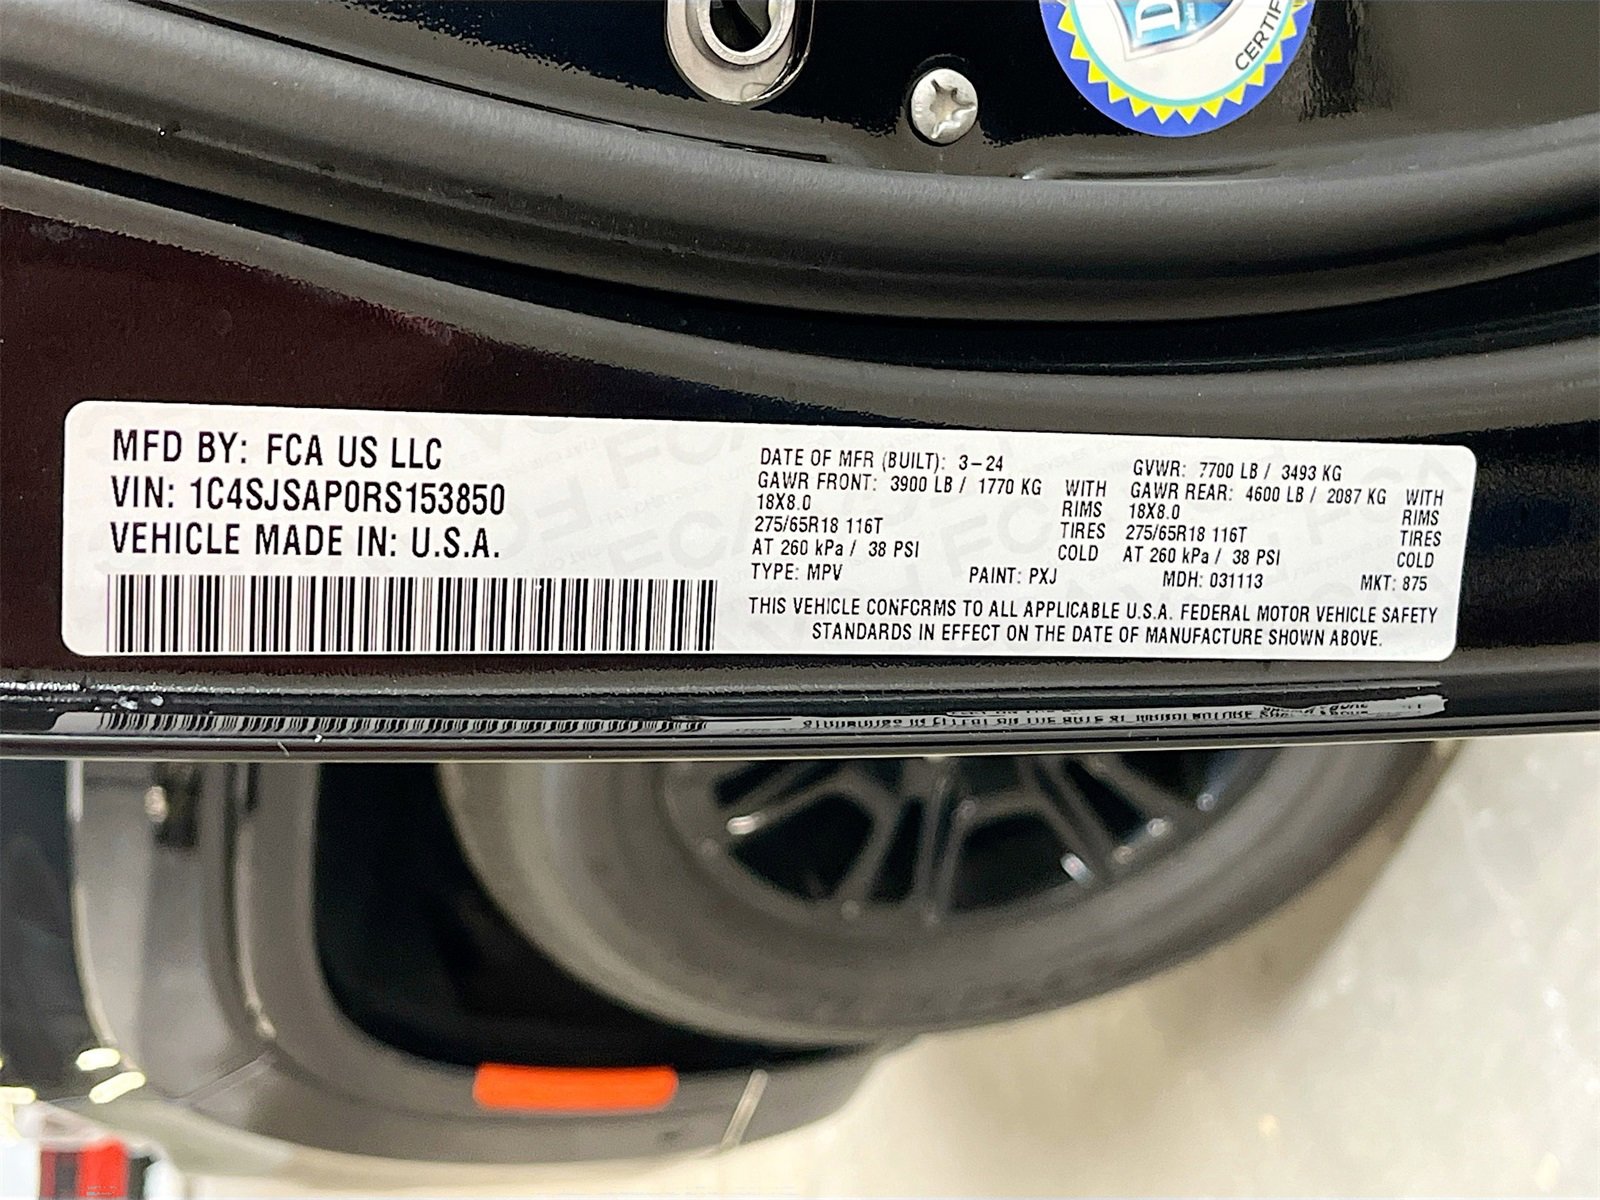 CERTIFI
MFD BY: FCA US LLC
VIN: 1C4SJSAP0RS153850
VEHICLE MADE IN: U.S.A.
DATE OF MFR (BUILT): 3-24
GAWR FRONT: 3900 LB / 1770 KG WITH
18X8.0 RIMS
275/65R18 116T TIRES
AT 260 kPa / 38 PSI COLD
GVWR: 7700 LB / 3493 KG
GAWR REAR: 4600 LB / 2087 KG WITH
18X8.0 RIMS
275/65R18 116T TIRES
AT 260 kPa / 38 PSI COLD
TYPE: MPV PAINT: PXJ MDH: 031113 MKT: 875
THIS VEHICLE CONFORMS TO ALL APPLICABLE U.S.A. FEDERAL MOTOR VEHICLE SAFETY
STANDARDS IN EFFECT ON THE DATE OF MANUFACTURE SHOWN ABOVE.